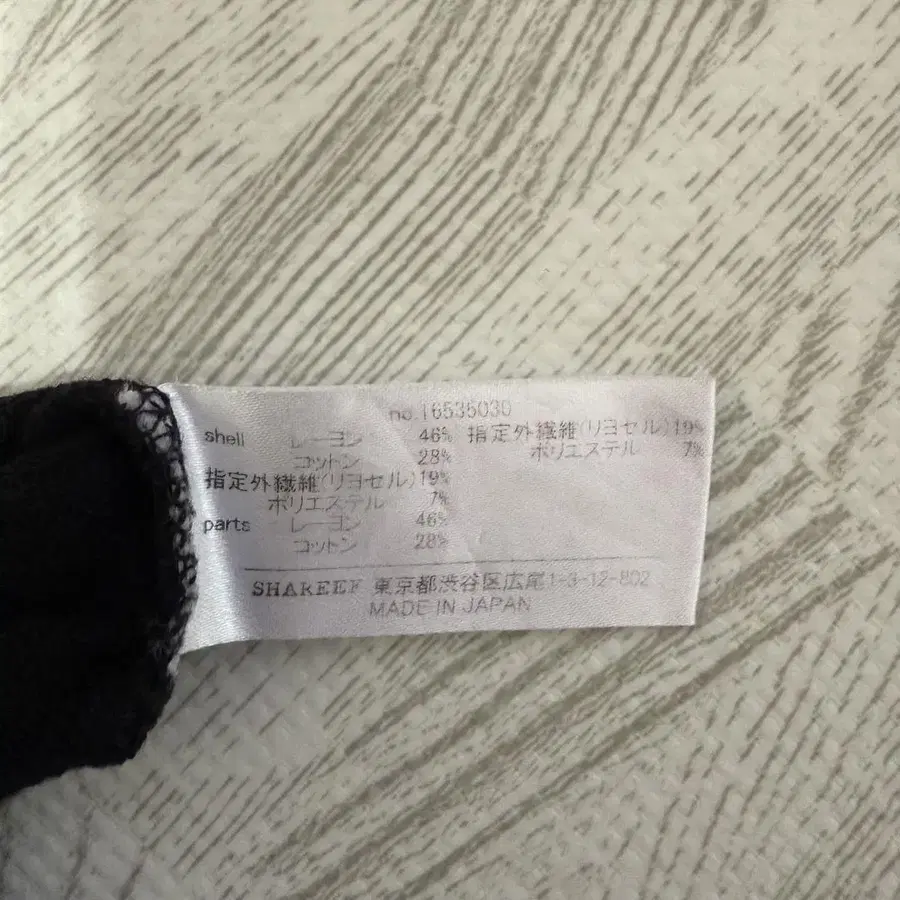 no.16535030
shell レーヨン 46% 指定外繊維(リヨセル)19%
コットン 28% ポリエステル 7%
指定外繊維(リヨセル)19%
ポリエステル 7%
parts レーヨン 46%
コットン 28%
SHAREEF 東京都渋谷区広尾1-3-12-802
MADE IN JAPAN